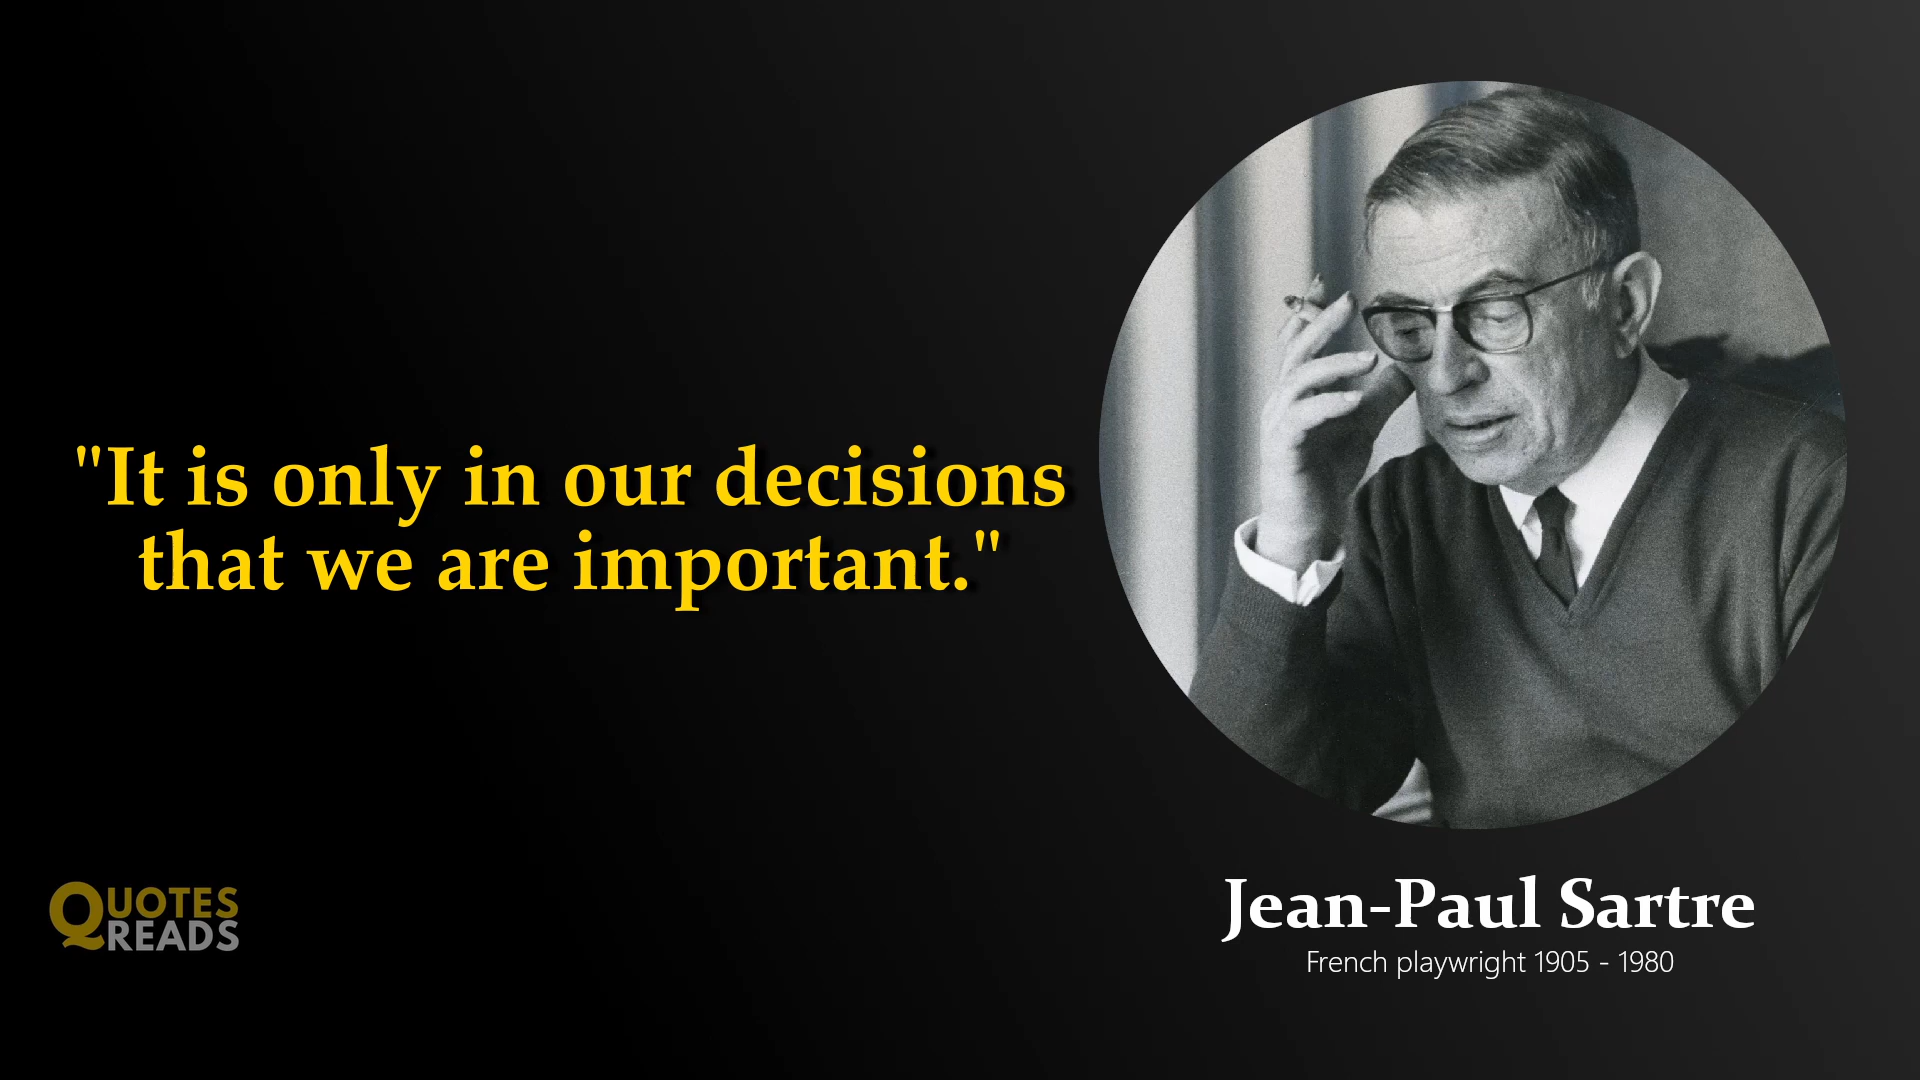 "It is only in our decisions
that we are important."
QUOTES
READS
Jean-Paul Sartre
French playwright 1905 - 1980